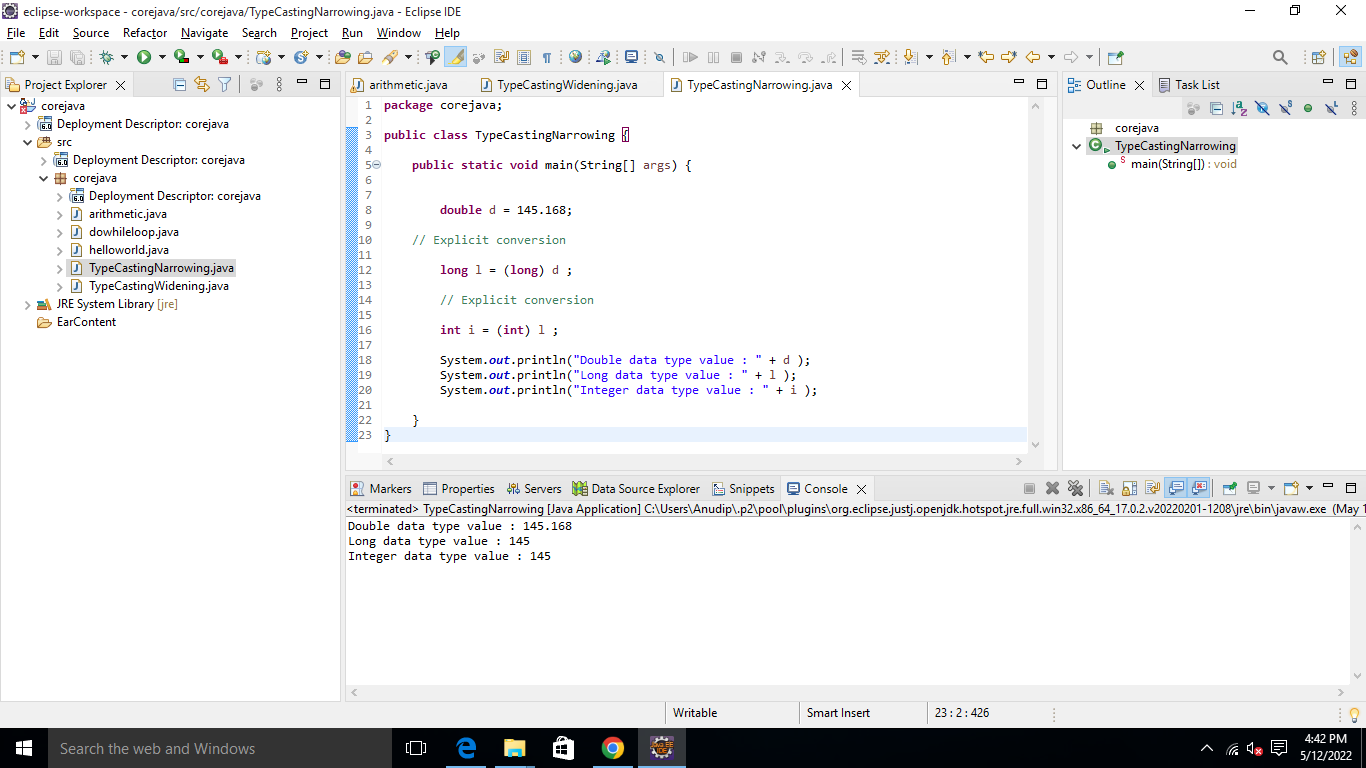 eclipse-workspace - corejava/src/corejava/TypeCastingNarrowing.java - Eclipse IDE
File Edit Source Refactor Navigate Search Project Run Window Help
Project Explorer
corejava
Deployment Descriptor: corejava
src
Deployment Descriptor: corejava
corejava
Deployment Descriptor: corejava
arithmetic.java
dowhileloop.java
helloworld.java
TypeCastingNarrowing.java
TypeCastingWidening.java
JRE System Library [jre]
EarContent
arithmetic.java TypeCastingWidening.java TypeCastingNarrowing.java
1 package corejava;
2
3 public class TypeCastingNarrowing {
4
5 public static void main(String[] args) {
6
7
8 double d = 145.168;
9
10 // Explicit conversion
11
12 long l = (long) d ;
13
14 // Explicit conversion
15
16 int i = (int) l ;
17
18 System.out.println("Double data type value : " + d );
19 System.out.println("Long data type value : " + l );
20 System.out.println("Integer data type value : " + i );
21
22 }
23 }
Outline Task List
corejava
TypeCastingNarrowing
main(String[]) : void
Markers Properties Servers Data Source Explorer Snippets Console
<terminated> TypeCastingNarrowing [Java Application] C:\Users\Anudip\.p2\pool\plugins\org.eclipse.justj.openjdk.hotspot.jre.full.win32.x86_64_17.0.2.v20220201-1208\jre\bin\javaw.exe (May 1
Double data type value : 145.168
Long data type value : 145
Integer data type value : 145
Writable Smart Insert 23 : 2 : 426
Search the web and Windows
4:42 PM
5/12/2022